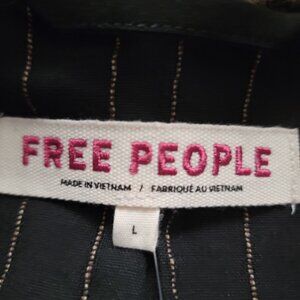 FREE PEOPLE
MADE IN VIETNAM / FABRIQUÉ AU VIETNAM
L